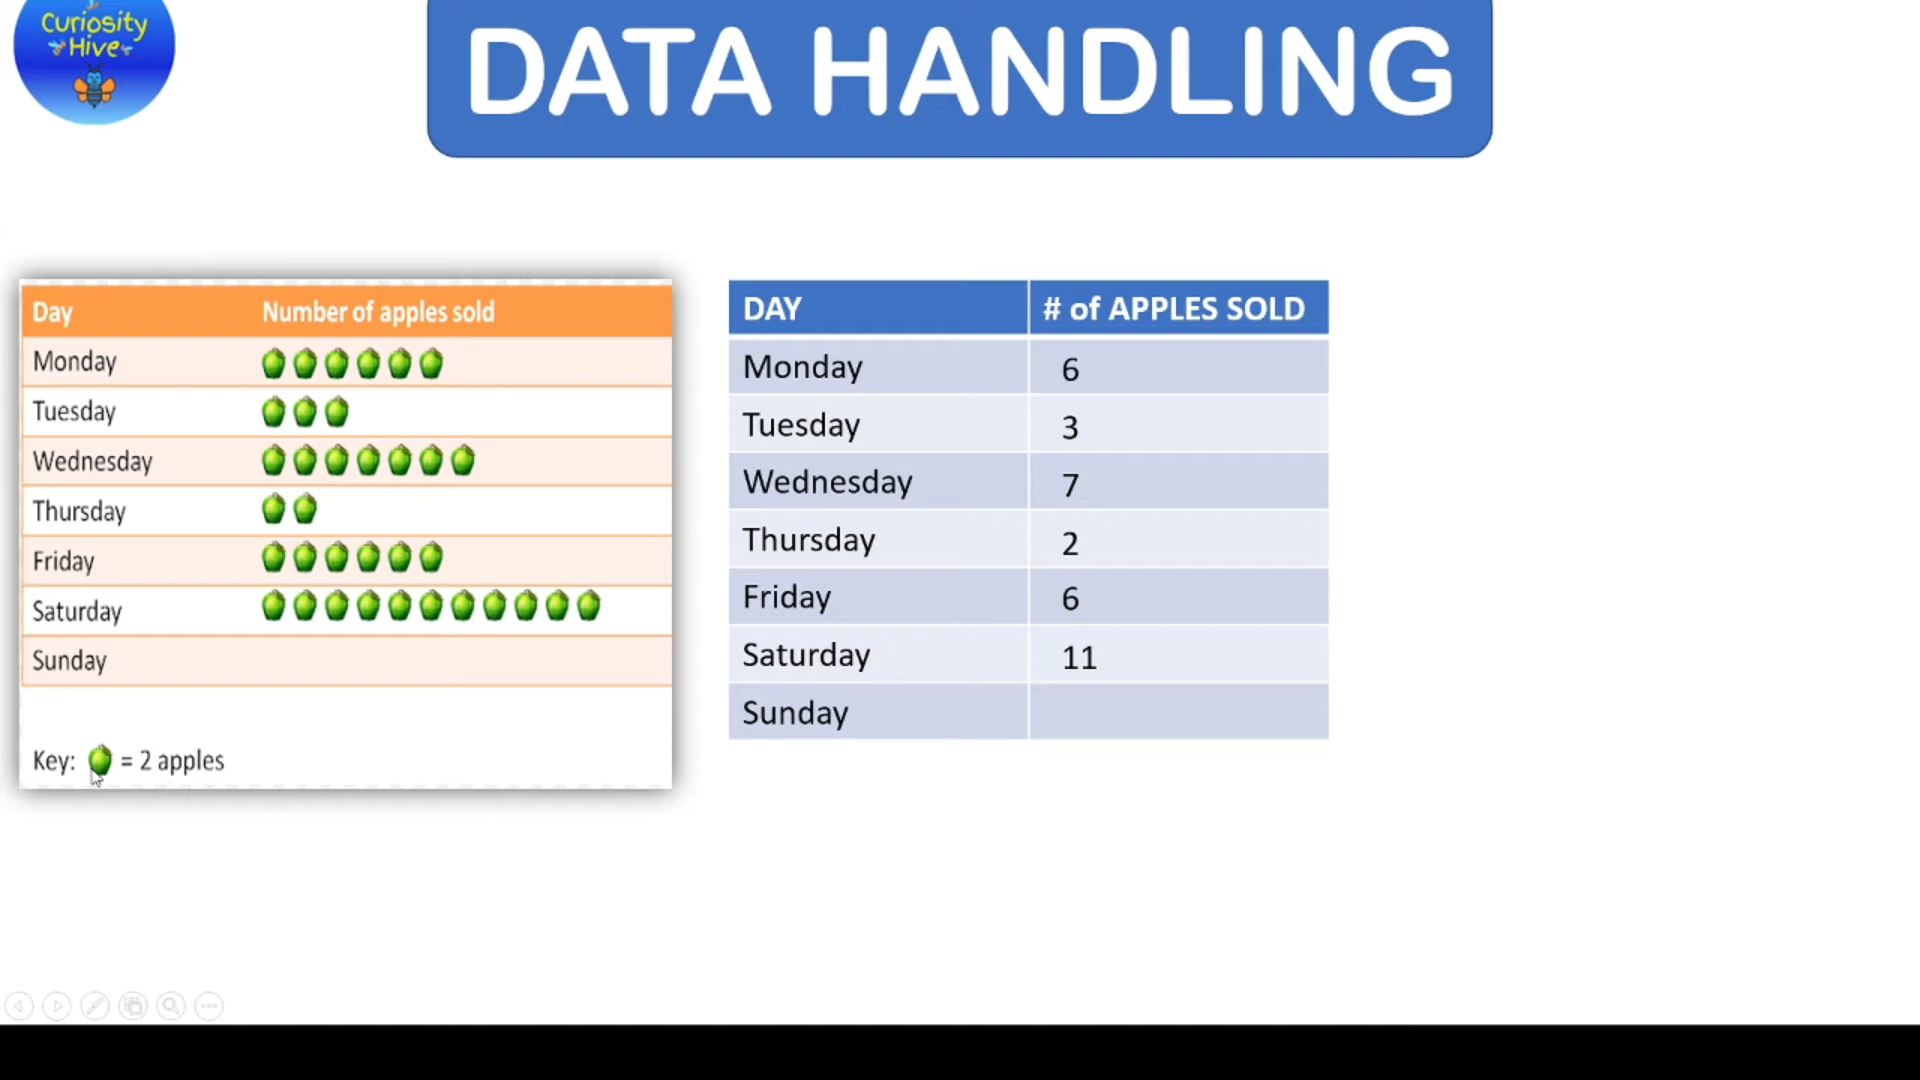 Curiosity
Hive
DATA HANDLING
Day Number of apples sold
Monday
Tuesday
Wednesday
Thursday
Friday
Saturday
Sunday
Key: = 2 apples
DAY # of APPLES SOLD
Monday 6
Tuesday 3
Wednesday 7
Thursday 2
Friday 6
Saturday 11
Sunday